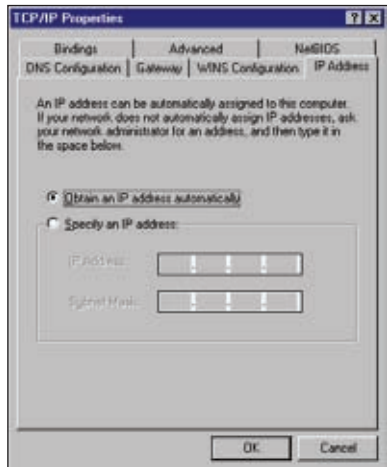 TCP/IP Properties
Bindings Advanced NetBIOS
DNS Configuration Gateway WINS Configuration IP Address
An IP address can be automatically assigned to this computer.
If your network does not automatically assign IP addresses, ask
your network administrator for an address, and then type it in
the space below.
Obtain an IP address automatically
Specify an IP address:
IP Address:
Subnet Mask:
OK Cancel